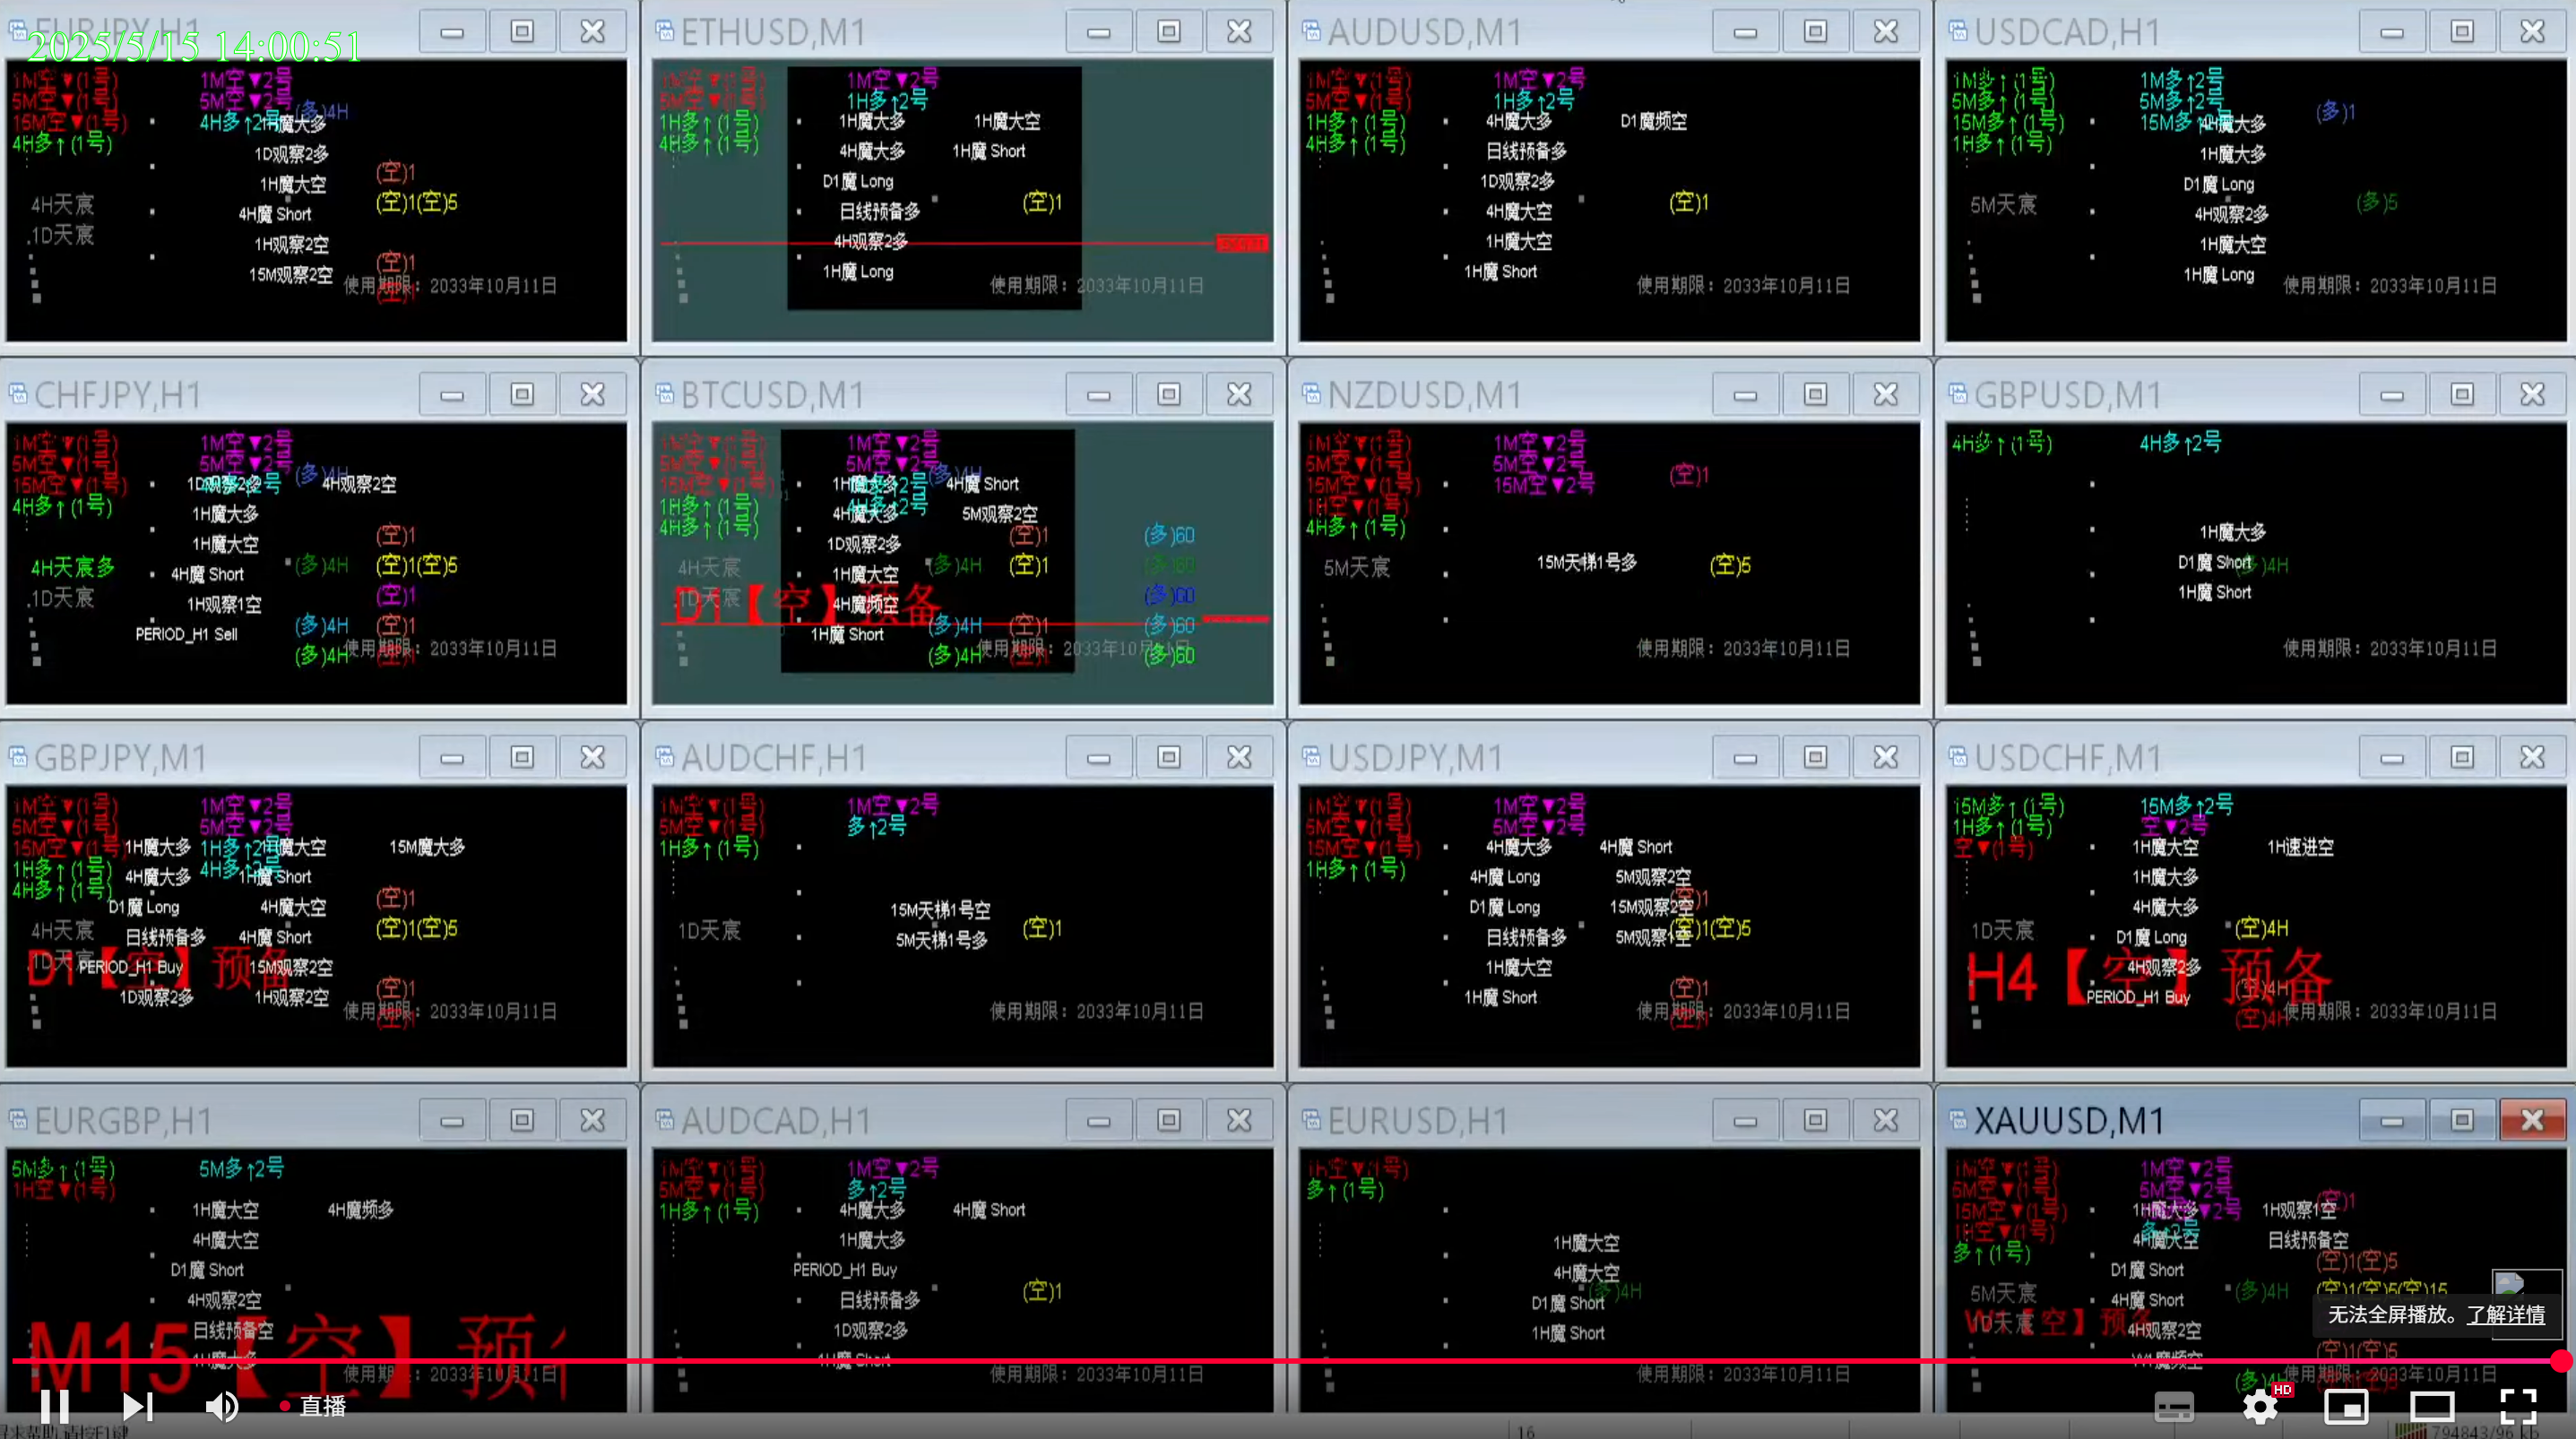 EURJPY,H1
2025/5/15 14:00:51
1M空▼(1号)
5M空▼(1号)
15M空▼(1号)
4H多↑(1号)
1M空▼2号
5M空▼2号
4H多↑2号
(多)4H
1H魔大多
1D观察2多
1H魔大空
4H魔 Short
1H观察2空
15M观察2空
(空)1
(空)1(空)5
(空)1
4H天宸
1D天宸
使用期限：2033年10月11日
ETHUSD,M1
1M空▼(1号)
5M空▼(1号)
1H多↑(1号)
4H多↑(1号)
1M空▼2号
1H多↑2号
1H魔大多
1H魔大空
4H魔大多
1H魔 Short
D1魔 Long
日线预备多
(空)1
4H观察2多
1H魔 Long
使用期限：2033年10月11日
AUDUSD,M1
1M空▼(1号)
5M空▼(1号)
1H多↑(1号)
4H多↑(1号)
1M空▼2号
1H多↑2号
4H魔大多
D1魔频空
日线预备多
1D观察2多
4H魔大空
(空)1
1H魔大空
1H魔 Short
使用期限：2033年10月11日
USDCAD,H1
1M多↑(1号)
5M多↑(1号)
15M多↑(1号)
1H多↑(1号)
1M多↑2号
5M多↑2号
15M多↑2号
(多)1
4H魔大多
1H魔大多
D1魔 Long
4H观察2多
1H魔大空
1H魔 Long
5M天宸
(多)5
使用期限：2033年10月11日
CHFJPY,H1
1M空▼(1号)
5M空▼(1号)
15M空▼(1号)
4H多↑(1号)
1M空▼2号
5M空▼2号
(多)4H
1D观察2多
4H观察2空
1H魔大多
1H魔大空
4H魔 Short
1H观察1空
PERIOD_H1 Sell
4H天宸多
1D天宸
(空)1
(多)4H
(空)1(空)5
(空)1
(多)4H
(空)1
(多)4H
使用期限：2033年10月11日
BTCUSD,M1
1M空▼(1号)
5M空▼(1号)
15M空▼(1号)
1H多↑(1号)
4H多↑(1号)
1M空▼2号
5M空▼2号
1H多↑2号
4H多↑2号
(多)4H
1H魔大多
4H魔 Short
4H魔大多
5M观察2空
1D观察2多
1H魔大空
4H魔频空
1H魔 Short
4H天宸
1D天宸
D1【空】预备
(空)1
(多)60
(多)4H
(空)1
(多)60
(多)60
(多)4H
(空)1
(多)60
(多)4H
(多)60
使用期限：2033年10月11日
NZDUSD,M1
1M空▼(1号)
5M空▼(1号)
15M空▼(1号)
1H空▼(1号)
4H多↑(1号)
1M空▼2号
5M空▼2号
15M空▼2号
(空)1
5M天宸
15M天梯1号多
(空)5
使用期限：2033年10月11日
GBPUSD,M1
4H多↑(1号)
4H多↑2号
1H魔大多
D1魔 Short
(多)4H
1H魔 Short
使用期限：2033年10月11日
GBPJPY,M1
1M空▼(1号)
5M空▼(1号)
15M空▼(1号)
1H多↑(1号)
4H多↑(1号)
1M空▼2号
5M空▼2号
1H多↑2号
4H多↑2号
1H魔大多
1H魔大空
15M魔大多
4H魔大多
1H魔 Short
D1魔 Long
4H魔大空
日线预备多
4H魔 Short
PERIOD_H1 Buy
15M观察2空
1D观察2多
1H观察2空
4H天宸
1D天宸
D1【空】预备
(空)1
(空)1(空)5
(空)1
使用期限：2033年10月11日
AUDCHF,H1
1M空▼(1号)
5M空▼(1号)
1H多↑(1号)
1M空▼2号
多↑2号
15M天梯1号空
5M天梯1号多
1D天宸
(空)1
使用期限：2033年10月11日
USDJPY,M1
1M空▼(1号)
5M空▼(1号)
15M空▼(1号)
1H多↑(1号)
1M空▼2号
5M空▼2号
4H魔大多
4H魔 Short
4H魔 Long
5M观察2空
D1魔 Long
15M观察2空
日线预备多
5M观察1空
1H魔大空
1H魔 Short
(空)1
(空)1(空)5
(空)1
使用期限：2033年10月11日
USDCHF,M1
15M多↑(1号)
1H多↑(1号)
空▼(1号)
15M多↑2号
空▼2号
1H魔大空
1H速进空
1H魔大多
4H魔大多
D1魔 Long
4H观察2多
PERIOD_H1 Buy
1D天宸
(空)4H
H4【空】预备
(空)4H
(空)4H
使用期限：2033年10月11日
EURGBP,H1
5M多↑(1号)
1H空▼(1号)
5M多↑2号
1H魔大空
4H魔频多
4H魔大空
D1魔 Short
4H观察2空
日线预备空
1H魔大多
M15【空】预
使用期限：2033年10月11日
AUDCAD,H1
1M空▼(1号)
5M空▼(1号)
1H多↑(1号)
1M空▼2号
多↑2号
4H魔大多
4H魔 Short
1H魔大多
PERIOD_H1 Buy
日线预备多
(空)1
1D观察2多
1H魔 Short
使用期限：2033年10月11日
EURUSD,H1
多↑(1号)
1H魔大空
4H魔大空
(多)4H
D1魔 Short
1H魔 Short
使用期限：2033年10月11日
XAUUSD,M1
1M空▼(1号)
5M空▼(1号)
15M空▼(1号)
1H空▼(1号)
多↑(1号)
1M空▼2号
5M空▼2号
多↑2号
(空)1
1H魔大多
1H观察1空
4H魔大空
日线预备空
D1魔 Short
4H魔 Short
4H观察2空
W1魔频空
5M天宸
(空)1(空)5
(多)4H
(空)1(空)5(空)15
(空)1(空)5
使用期限：2033年10月11日
无法全屏播放。了解详情
直播
HD
16
794843/96 kb